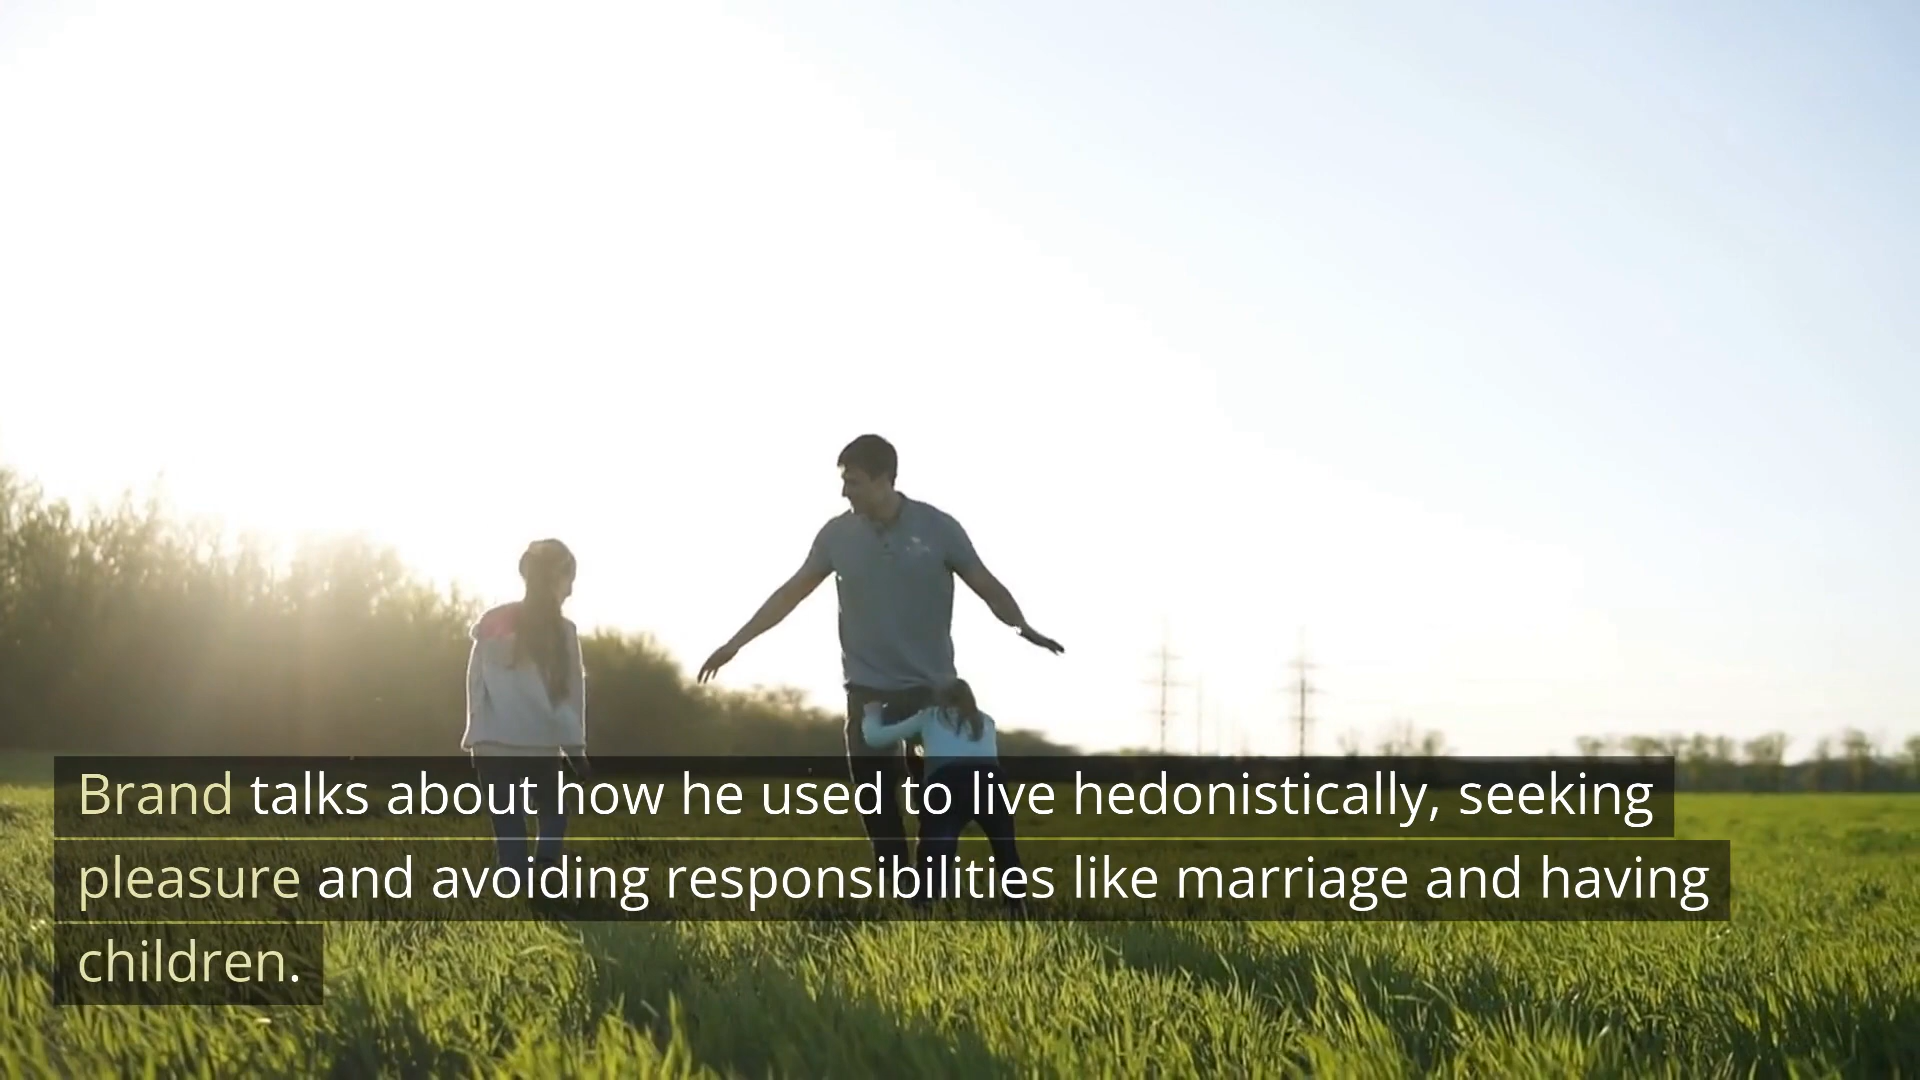 Brand talks about how he used to live hedonistically, seeking
pleasure and avoiding responsibilities like marriage and having
children.